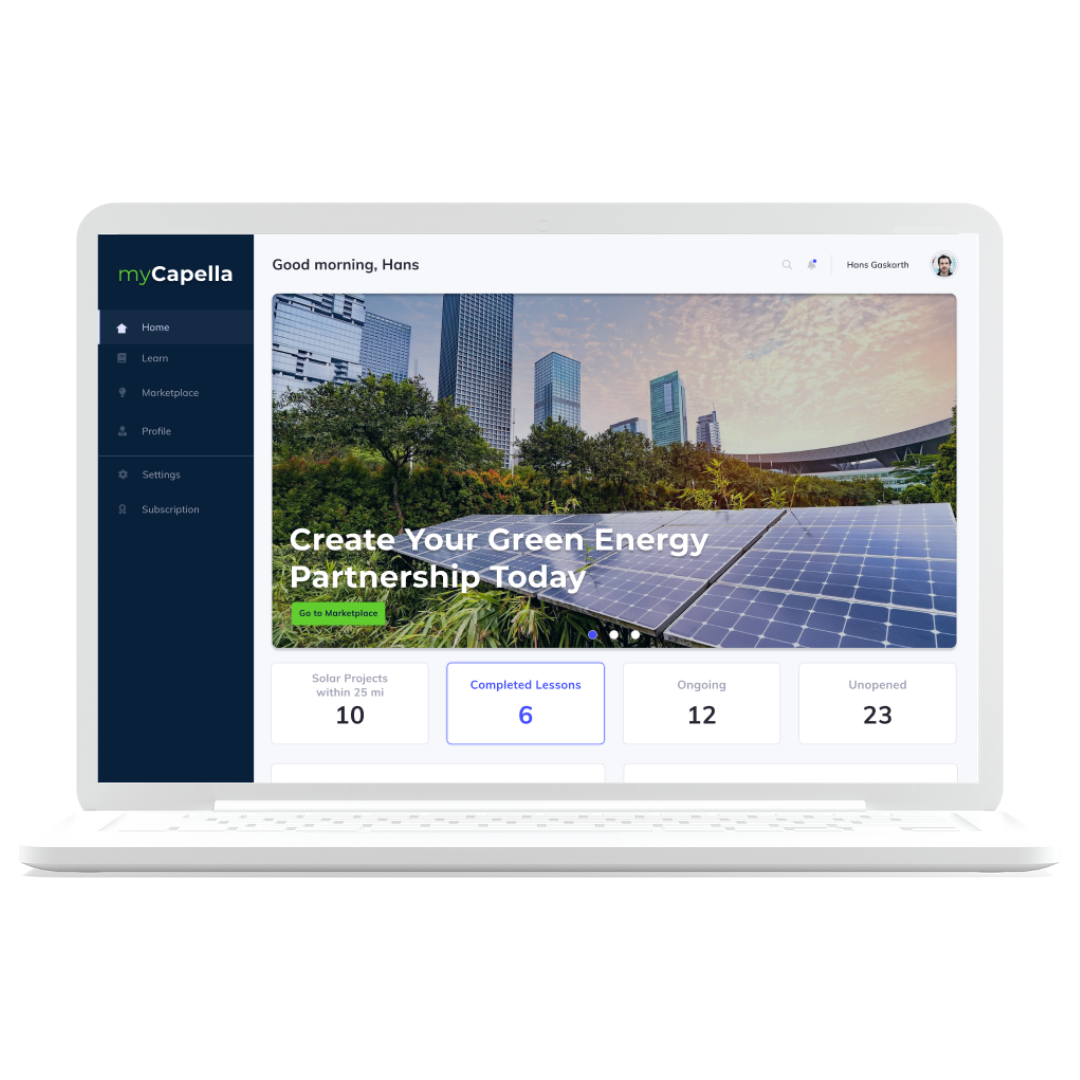 myCapella
Home
Learn
Marketplace
Profile
Settings
Subscription
Good morning, Hans
Hans Gaskarth
Create Your Green Energy
Partnership Today
Go to Marketplace
Solar Projects
within 25 mi
10
Completed Lessons
6
Ongoing
12
Unopened
23